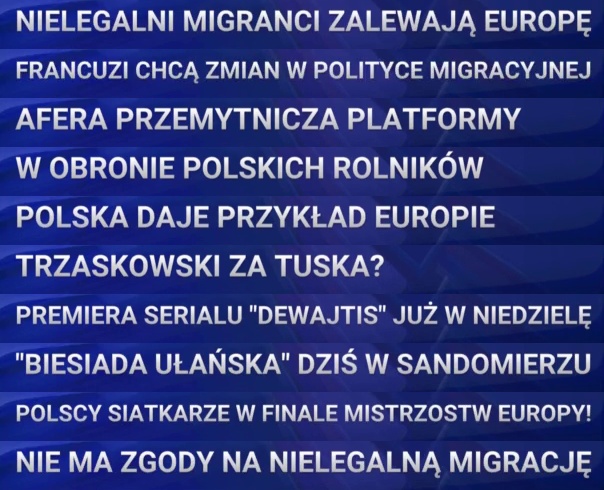 NIELEGALNI MIGRANCI ZALEWAJĄ EUROPĘ
FRANCUZI CHCĄ ZMIAN W POLITYCE MIGRACYJNEJ
AFERA PRZEMYTNICZA PLATFORMY
W OBRONIE POLSKICH ROLNIKÓW
POLSKA DAJE PRZYKŁAD EUROPIE
TRZASKOWSKI ZA TUSKA?
PREMIERA SERIALU "DEWAJTIS" JUŻ W NIEDZIELĘ
"BIESIADA UŁAŃSKA" DZIŚ W SANDOMIERZU
POLSCY SIATKARZE W FINALE MISTRZOSTW EUROPY!
NIE MA ZGODY NA NIELEGALNĄ MIGRACJĘ